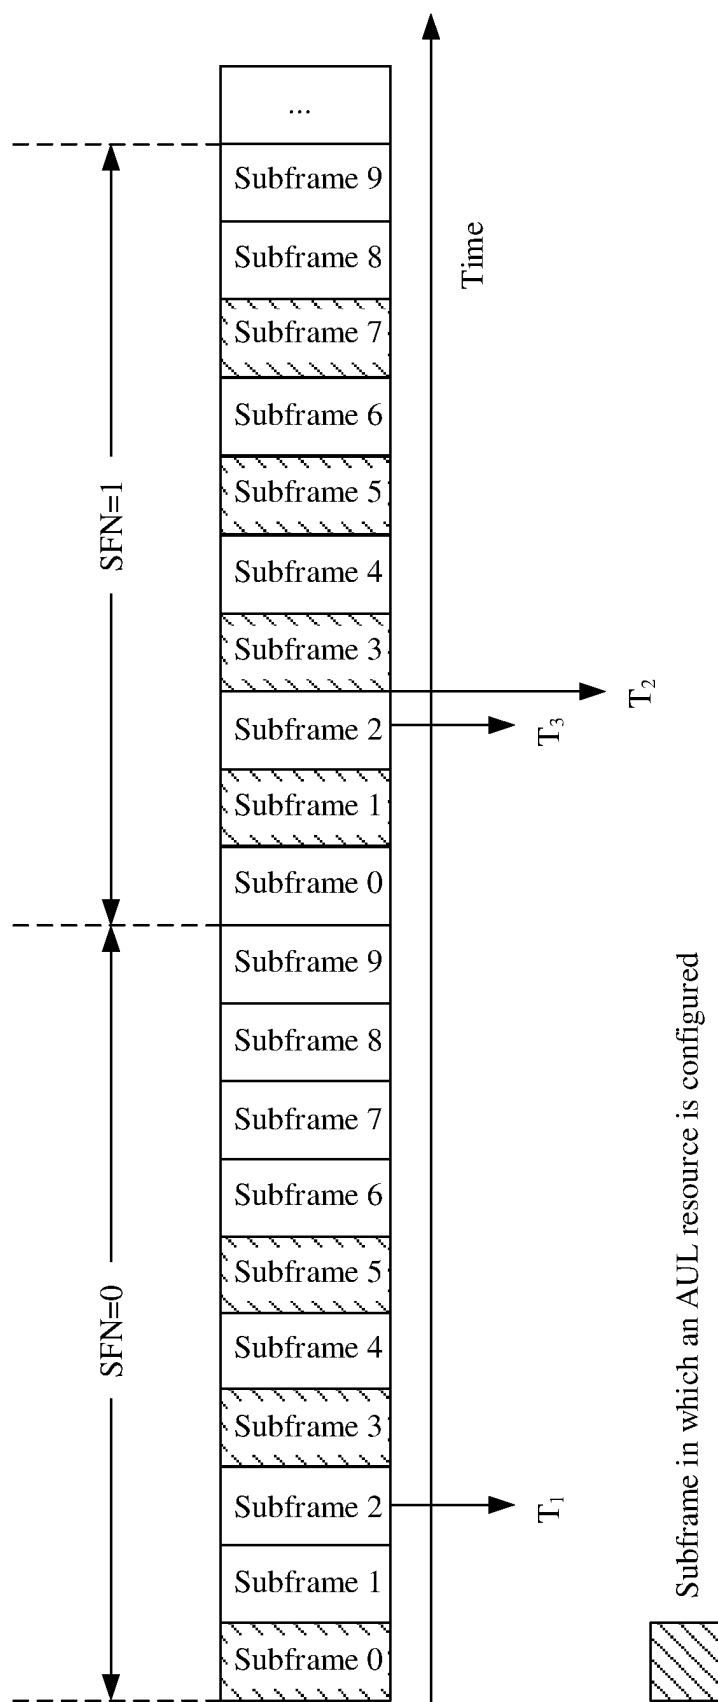 ...
Subframe 9
Subframe 8
Subframe 7
Subframe 6
Subframe 5
Subframe 4
Subframe 3
Subframe 2
Subframe 1
Subframe 0
Subframe 9
Subframe 8
Subframe 7
Subframe 6
Subframe 5
Subframe 4
Subframe 3
Subframe 2
Subframe 1
Subframe 0
SFN=1
SFN=0
Time
T2
T3
T1
Subframe in which an AUL resource is configured